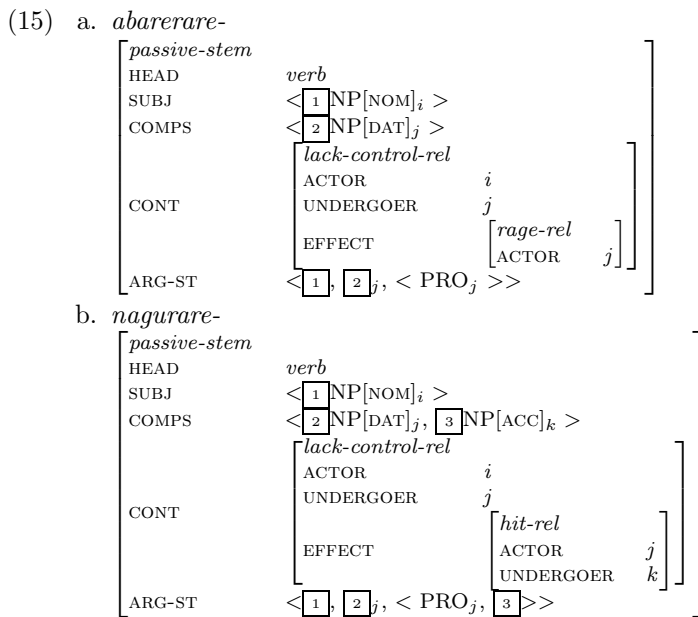 (15) a. abarerare-
passive-stem
HEAD verb
SUBJ < 1 NP[NOM]i >
COMPS < 2 NP[DAT]j >
CONT
lack-control-rel
ACTOR i
UNDERGOER j
EFFECT
rage-rel
ACTOR j
ARG-ST < 1 , 2 j, < PROj >>
b. nagurare-
passive-stem
HEAD verb
SUBJ < 1 NP[NOM]i >
COMPS < 2 NP[DAT]j, 3 NP[ACC]k >
CONT
lack-control-rel
ACTOR i
UNDERGOER j
EFFECT
hit-rel
ACTOR j
UNDERGOER k
ARG-ST < 1 , 2 j, < PROj, 3 >>